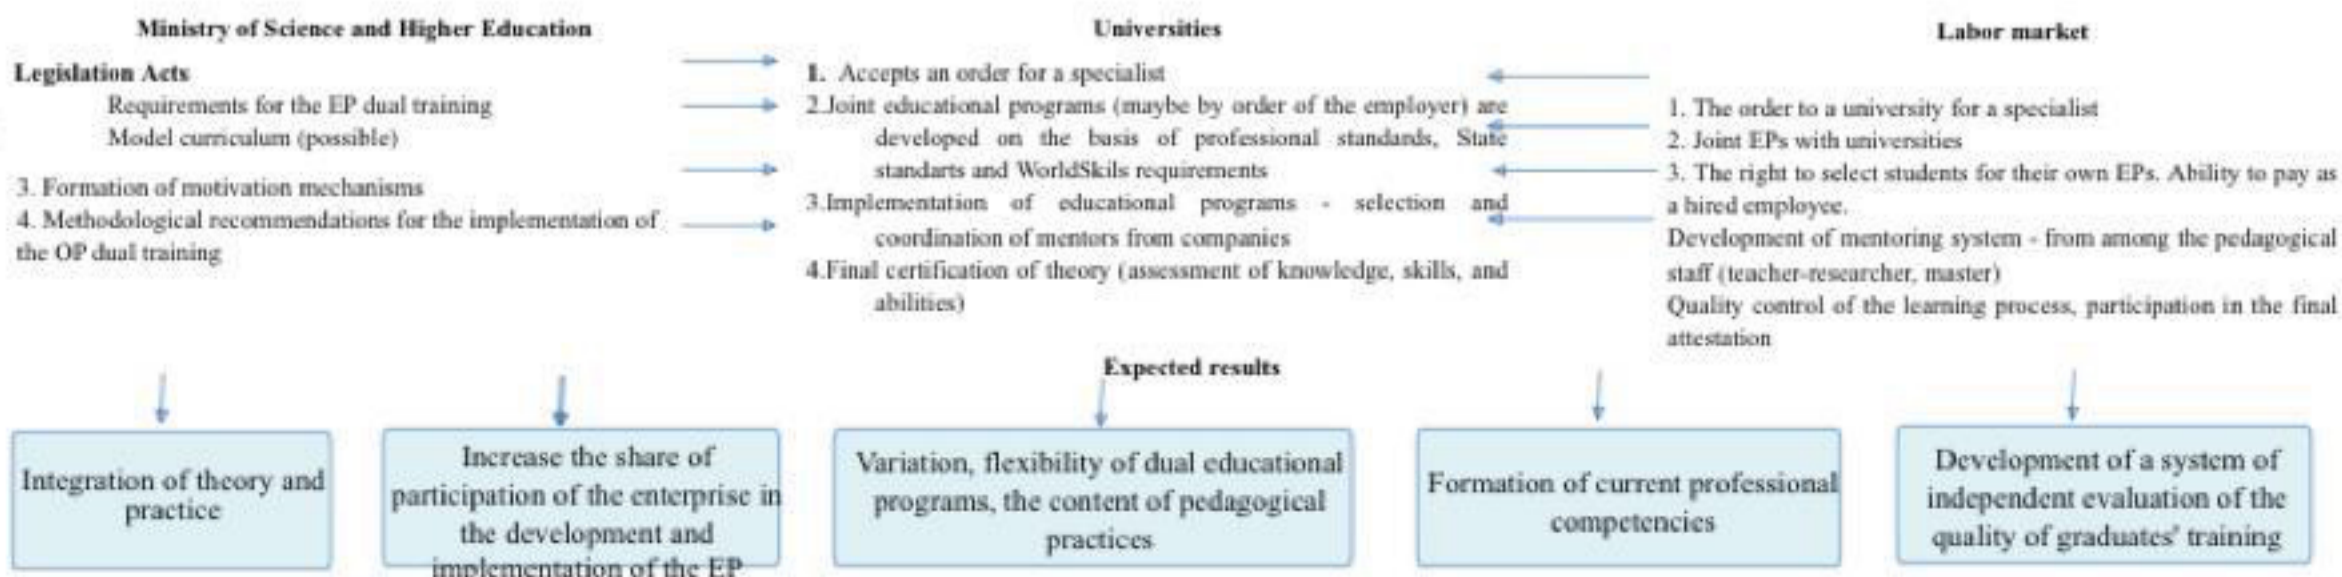 Ministry of Science and Higher Education
Legislation Acts
Requirements for the EP dual training
Model curriculum (possible)
3. Formation of motivation mechanisms
4. Methodological recommendations for the implementation of
the OP dual training
Universities
1. Accepts an order for a specialist
2.Joint educational programs (maybe by order of the employer) are
developed on the basis of professional standards, State
standarts and WorldSkils requirements
3.Implementation of educational programs - selection and
coordination of mentors from companies
4.Final certification of theory (assessment of knowledge, skills, and
abilities)
Labor market
1. The order to a university for a specialist
2. Joint EPs with universities
3. The right to select students for their own EPs. Ability to pay as
a hired employee.
Development of mentoring system - from among the pedagogical
staff (teacher-researcher, master)
Quality control of the learning process, participation in the final
attestation
Expected results
Integration of theory and
practice
Increase the share of
participation of the enterprise in
the development and
implementation of the EP
Variation, flexibility of dual educational
programs, the content of pedagogical
practices
Formation of current professional
competencies
Development of a system of
independent evaluation of the
quality of graduates' training